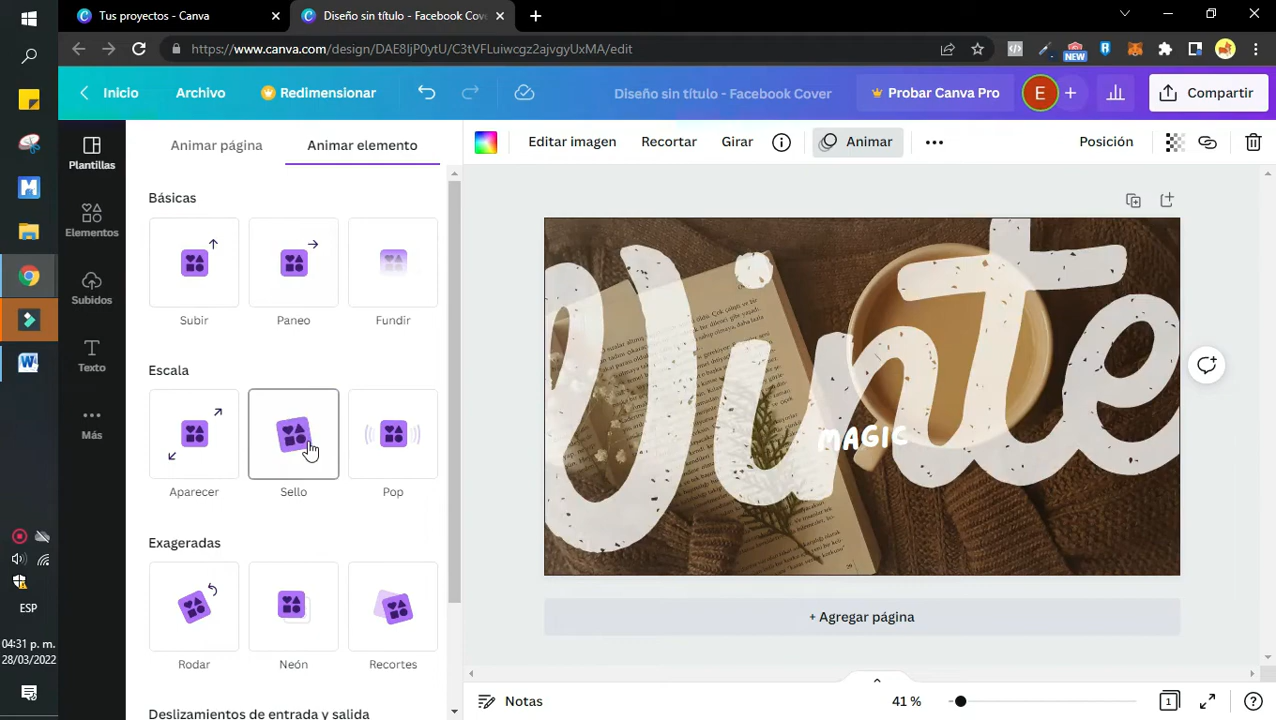 Tus proyectos - Canva
Diseño sin título - Facebook Cove
https://www.canva.com/design/DAE8IjP0ytU/C3tVFLuiwcgz2ajvgyUxMA/edit
NEW
Inicio
Archivo
Redimensionar
Diseño sin título - Facebook Cover
Probar Canva Pro
E
Compartir
Plantillas
Elementos
Subidos
Texto
Más
Animar página
Animar elemento
Editar imagen
Recortar
Girar
Animar
Posición
Básicas
Subir
Paneo
Fundir
Escala
Aparecer
Sello
Pop
Exageradas
Rodar
Neón
Recortes
Deslizamientos de entrada y salida
Winte
MAGIC
+ Agregar página
Notas
41 %
1
ESP
04:31 p. m.
28/03/2022